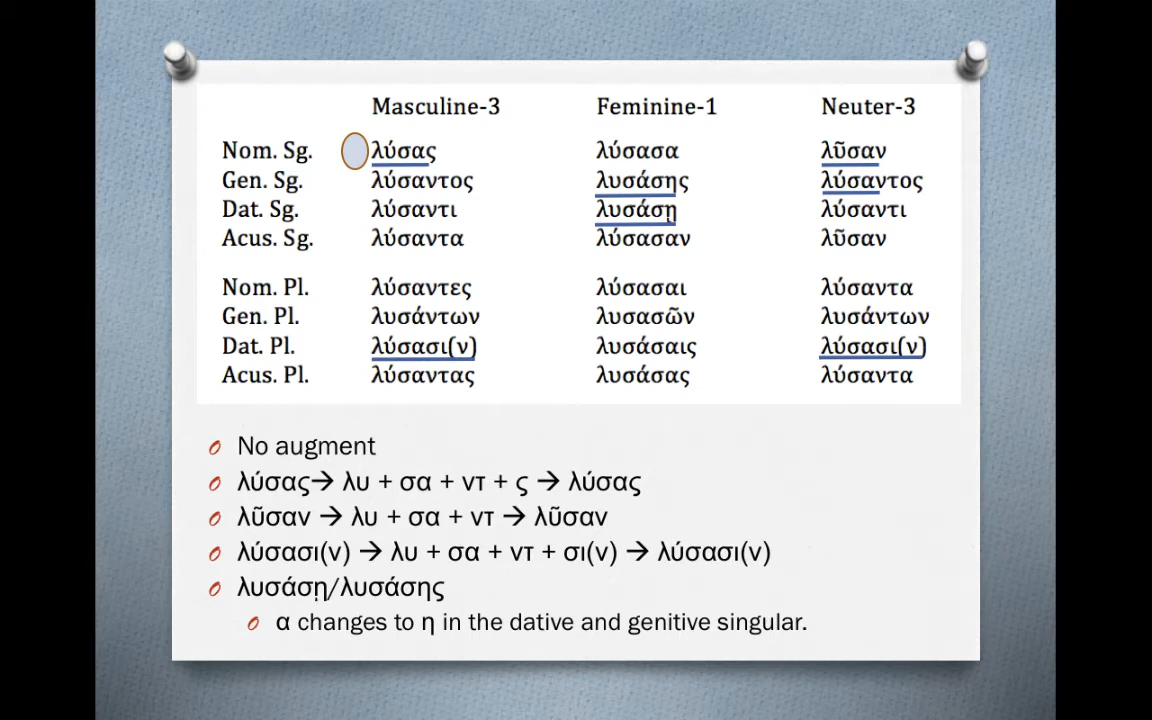 Masculine-3 Feminine-1 Neuter-3
Nom. Sg. λύσας λύσασα λῦσαν
Gen. Sg. λύσαντος λυσάσης λύσαντος
Dat. Sg. λύσαντι λυσάσῃ λύσαντι
Acus. Sg. λύσαντα λύσασαν λῦσαν
Nom. Pl. λύσαντες λύσασαι λύσαντα
Gen. Pl. λυσάντων λυσασῶν λυσάντων
Dat. Pl. λύσασι(ν) λυσάσαις λύσασι(ν)
Acus. Pl. λύσαντας λυσάσας λύσαντα
No augment
λύσας→ λυ + σα + ντ + ς → λύσας
λῦσαν → λυ + σα + ντ → λῦσαν
λύσασι(ν) → λυ + σα + ντ + σι(ν) → λύσασι(ν)
λυσάσῃ/λυσάσης
α changes to η in the dative and genitive singular.